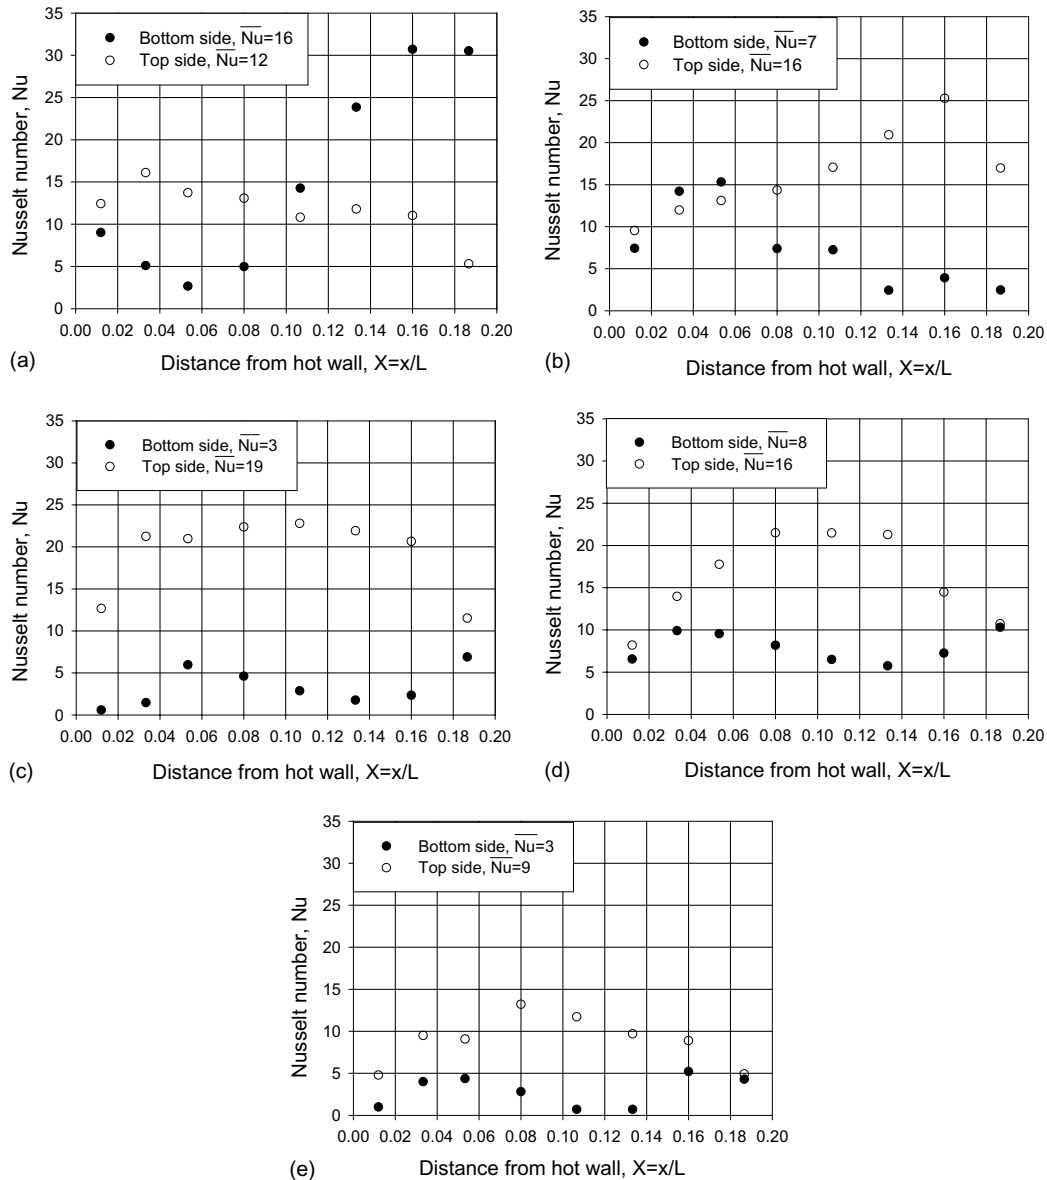 35
30
25
20
15
10
5
0
Nusselt number, Nu
Bottom side, N̅u̅=16
Top side, N̅u̅=12
0.00 0.02 0.04 0.06 0.08 0.10 0.12 0.14 0.16 0.18 0.20
(a)
Distance from hot wall, X=x/L
35
30
25
20
15
10
5
0
Nusselt number, Nu
Bottom side, N̅u̅=7
Top side, N̅u̅=16
0.00 0.02 0.04 0.06 0.08 0.10 0.12 0.14 0.16 0.18 0.20
(b)
Distance from hot wall, X=x/L
35
30
25
20
15
10
5
0
Nusselt number, Nu
Bottom side, N̅u̅=3
Top side, N̅u̅=19
0.00 0.02 0.04 0.06 0.08 0.10 0.12 0.14 0.16 0.18 0.20
(c)
Distance from hot wall, X=x/L
35
30
25
20
15
10
5
0
Nusselt number, Nu
Bottom side, N̅u̅=8
Top side, N̅u̅=16
0.00 0.02 0.04 0.06 0.08 0.10 0.12 0.14 0.16 0.18 0.20
(d)
Distance from hot wall, X=x/L
35
30
25
20
15
10
5
0
Nusselt number, Nu
Bottom side, N̅u̅=3
Top side, N̅u̅=9
0.00 0.02 0.04 0.06 0.08 0.10 0.12 0.14 0.16 0.18 0.20
(e)
Distance from hot wall, X=x/L